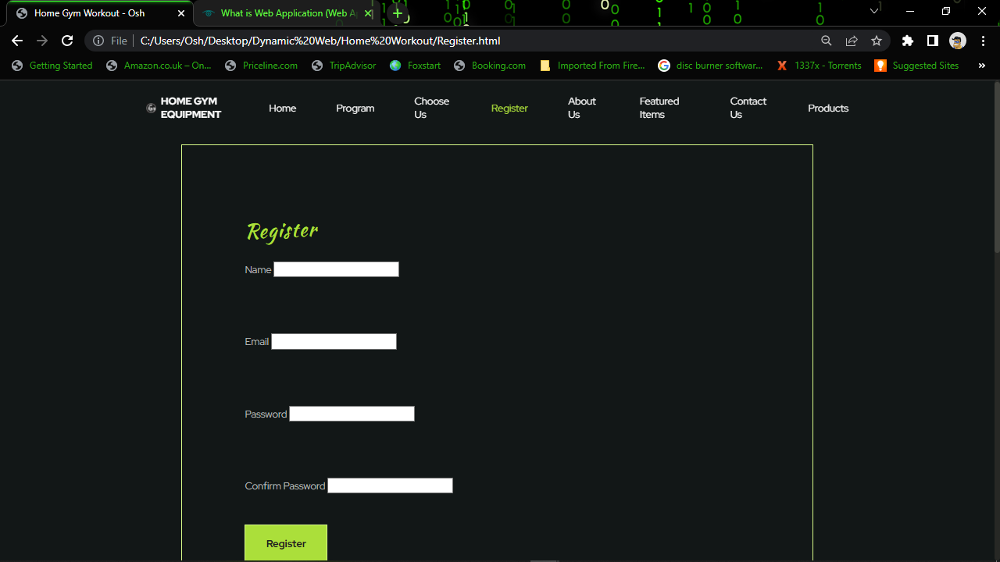 Home Gym Workout - Osh
What is Web Application (Web A
File
C:/Users/Osh/Desktop/Dynamic%20Web/Home%20Workout/Register.html
Getting Started
Amazon.co.uk – On...
Priceline.com
TripAdvisor
Foxstart
Booking.com
Imported From Fire...
disc burner softwar...
1337x - Torrents
Suggested Sites
»
HOME GYM
EQUIPMENT
Home
Program
Choose
Us
Register
About
Us
Featured
Items
Contact
Us
Products
Register
Name
Email
Password
Confirm Password
Register